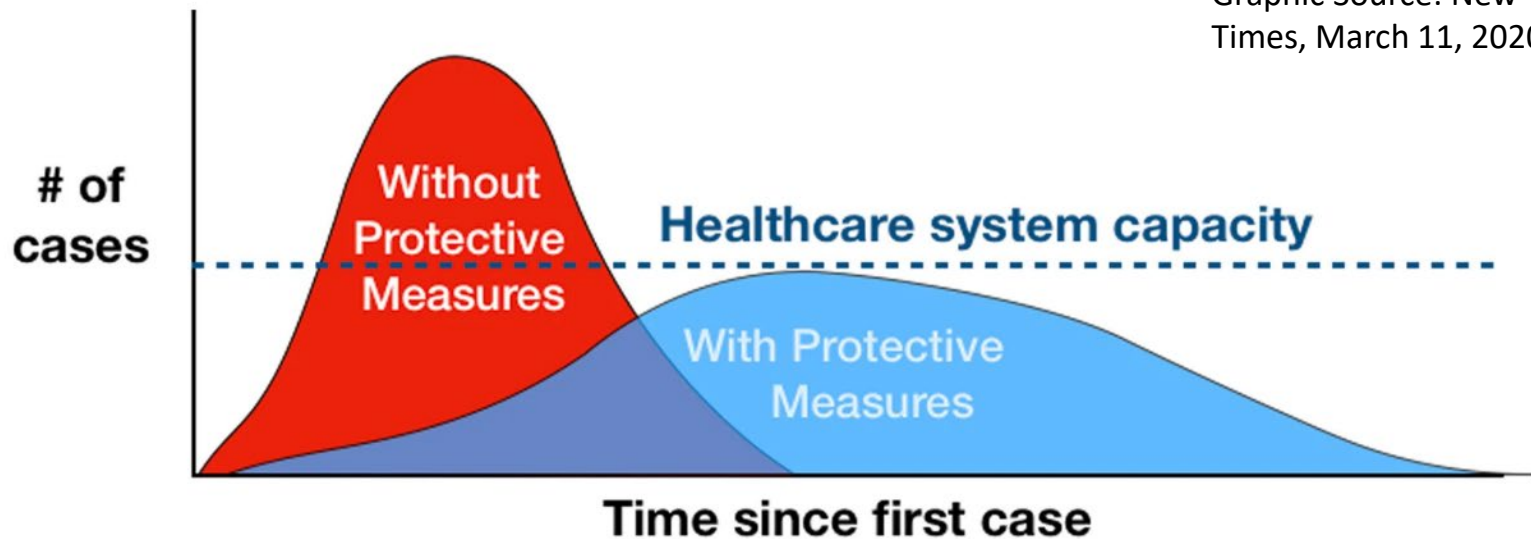 Graphic Source: New
Times, March 11, 2020
# of
cases
Without
Protective
Measures
Healthcare system capacity
With Protective
Measures
Time since first case